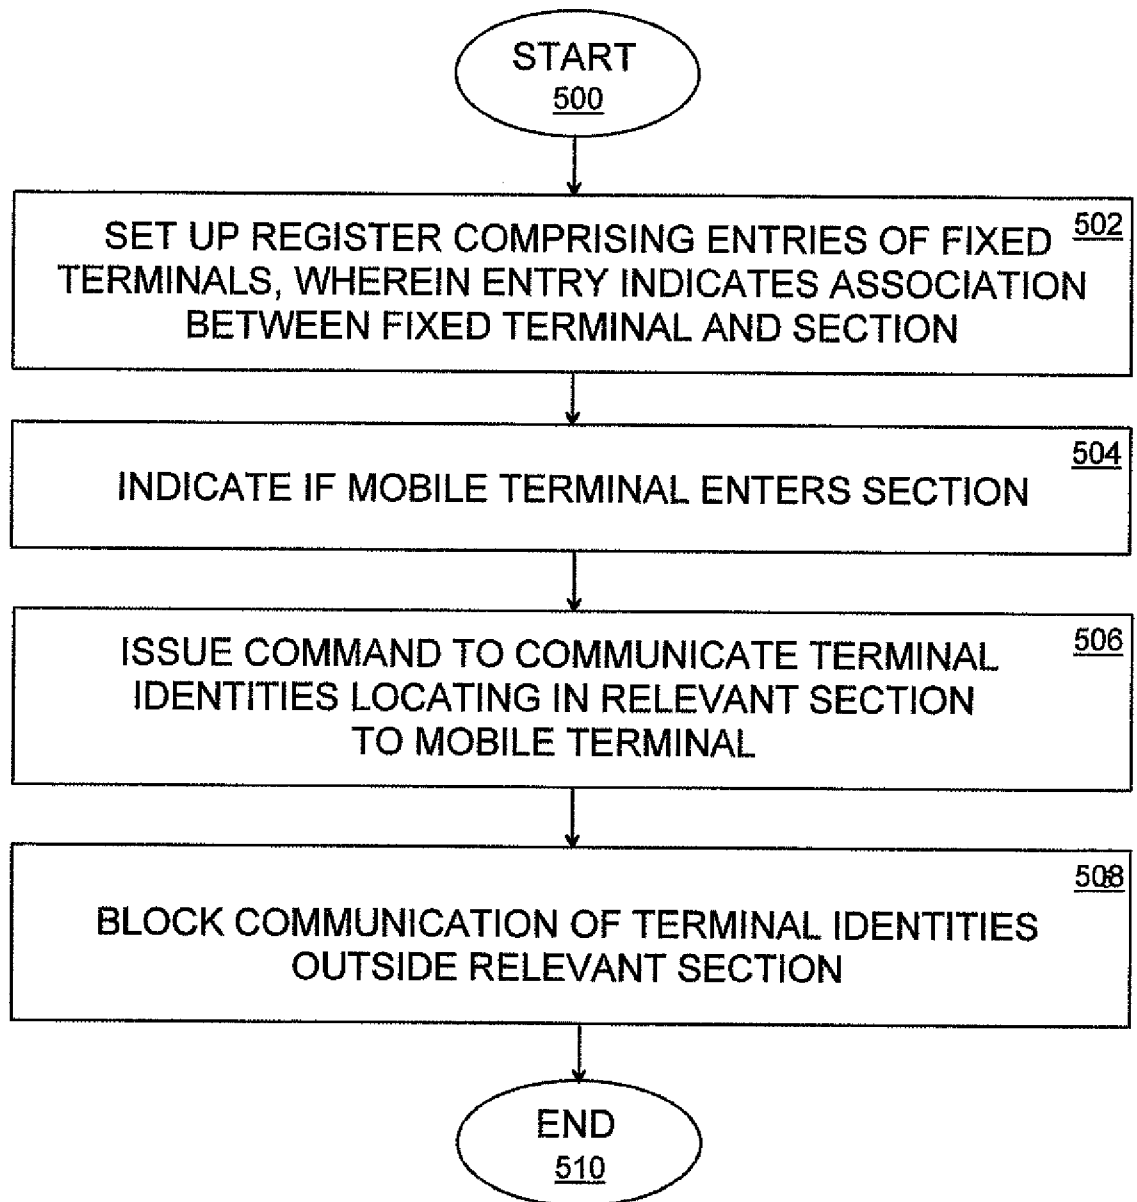 START
500
502
SET UP REGISTER COMPRISING ENTRIES OF FIXED
TERMINALS, WHEREIN ENTRY INDICATES ASSOCIATION
BETWEEN FIXED TERMINAL AND SECTION
504
INDICATE IF MOBILE TERMINAL ENTERS SECTION
506
ISSUE COMMAND TO COMMUNICATE TERMINAL
IDENTITIES LOCATING IN RELEVANT SECTION
TO MOBILE TERMINAL
508
BLOCK COMMUNICATION OF TERMINAL IDENTITIES
OUTSIDE RELEVANT SECTION
END
510